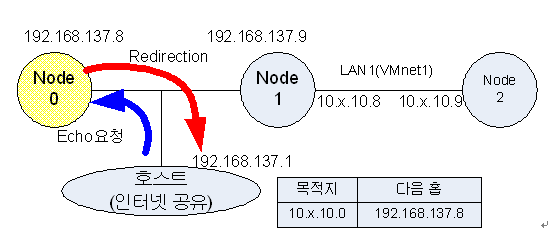 192.168.137.8
192.168.137.9
Redirection
Node
0
Node
1
LAN1(VMnet1)
Node
2
10.x.10.8
10.x.10.9
Echo요청
192.168.137.1
호스트
(인터넷 공유)
목적지 다음 홉
10.x.10.0 192.168.137.8